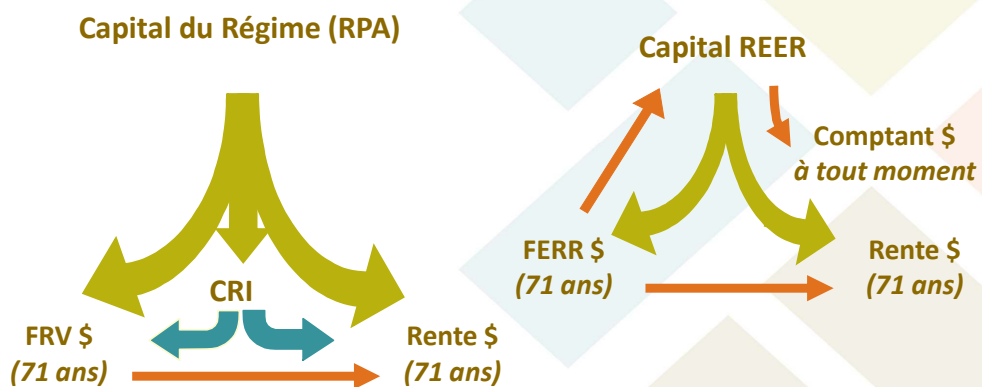 Capital du Régime (RPA)
CRI
FRV $
(71 ans)
Rente $
(71 ans)
Capital REER
Comptant $
à tout moment
FERR $
(71 ans)
Rente $
(71 ans)